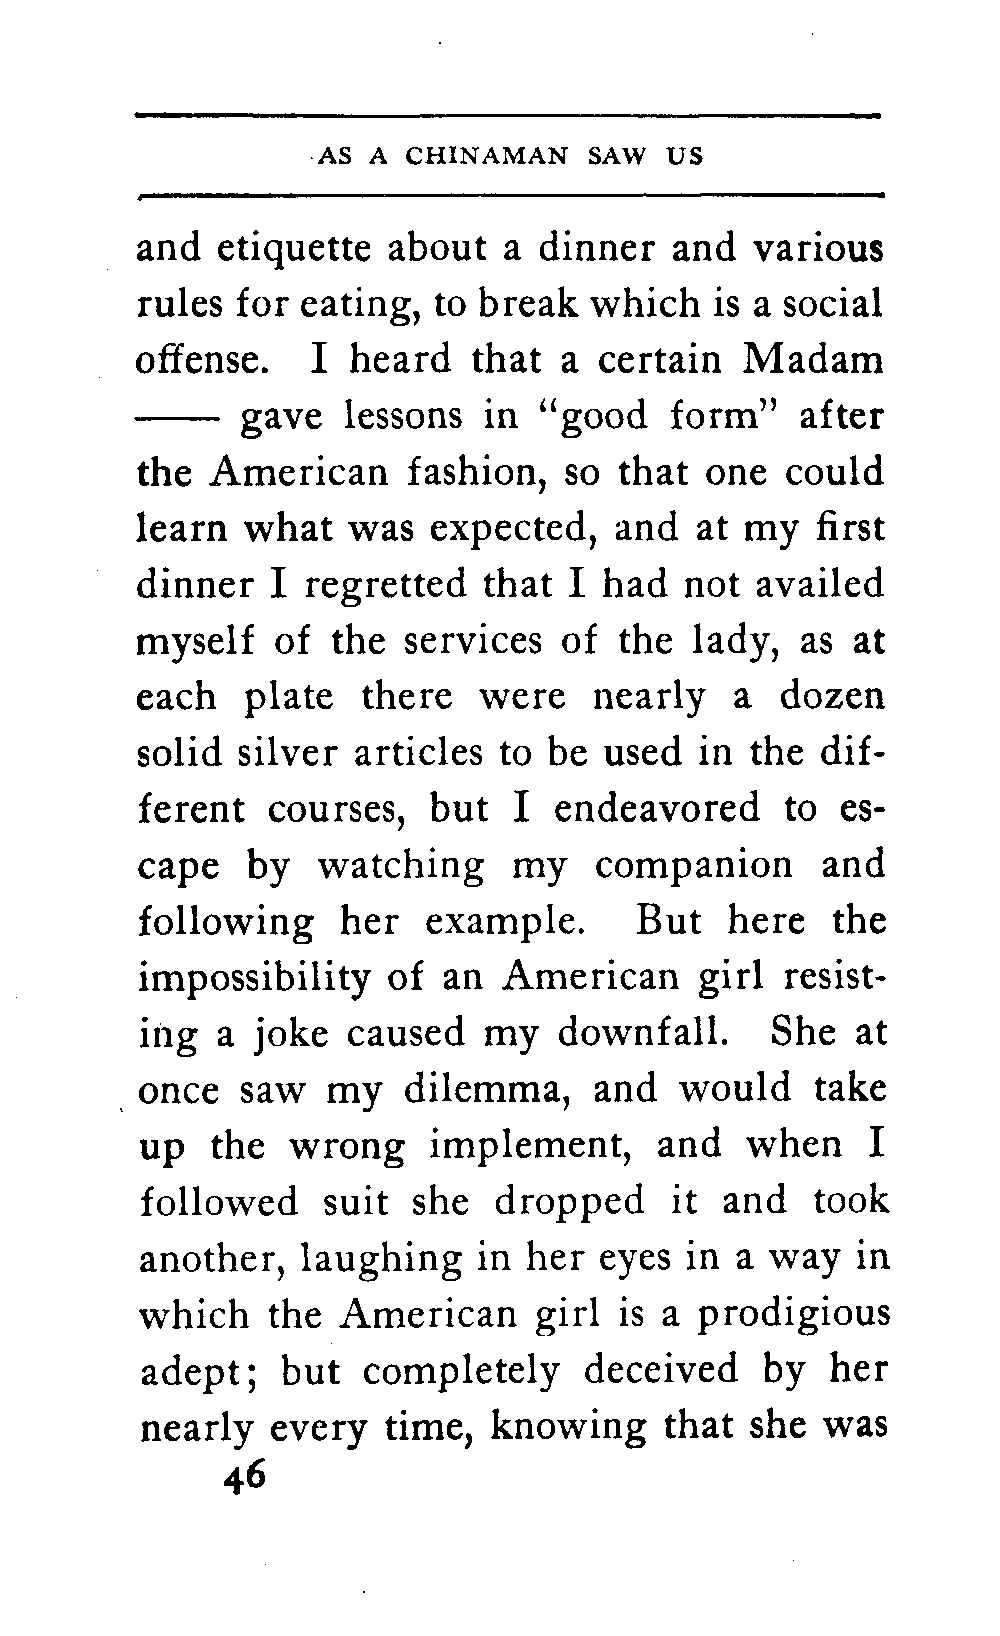 AS A CHINAMAN SAW US
and etiquette about a dinner and various
rules for eating, to break which is a social
offense. I heard that a certain Madam
—— gave lessons in "good form" after
the American fashion, so that one could
learn what was expected, and at my first
dinner I regretted that I had not availed
myself of the services of the lady, as at
each plate there were nearly a dozen
solid silver articles to be used in the dif-
ferent courses, but I endeavored to es-
cape by watching my companion and
following her example. But here the
impossibility of an American girl resist-
ing a joke caused my downfall. She at
once saw my dilemma, and would take
up the wrong implement, and when I
followed suit she dropped it and took
another, laughing in her eyes in a way in
which the American girl is a prodigious
adept; but completely deceived by her
nearly every time, knowing that she was
46